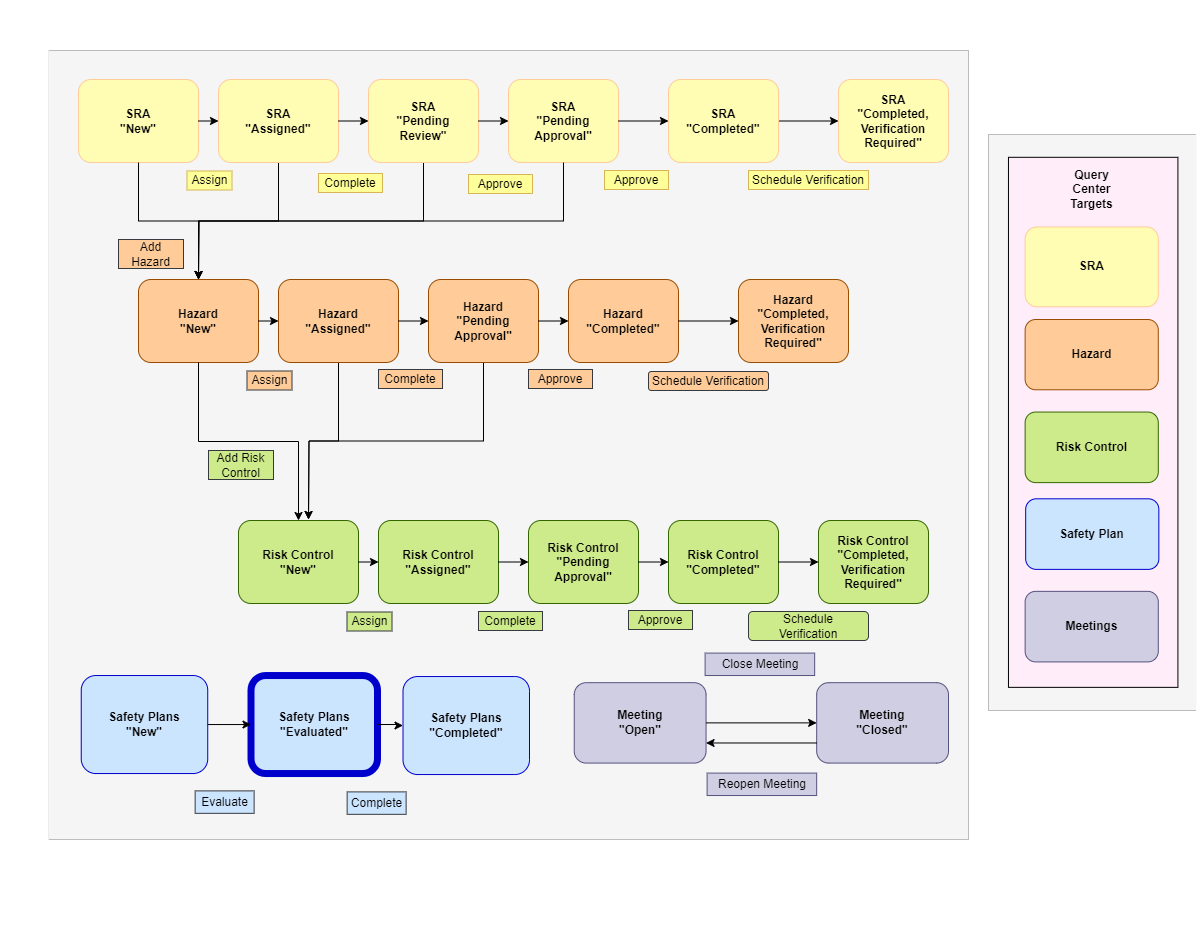 SRA
"New"
SRA
"Assigned"
SRA
"Pending
Review"
SRA
"Pending
Approval"
SRA
"Completed"
SRA
"Completed,
Verification
Required"
Assign
Complete
Approve
Approve
Schedule Verification
Add
Hazard
Hazard
"New"
Hazard
"Assigned"
Hazard
"Pending
Approval"
Hazard
"Completed"
Hazard
"Completed,
Verification
Required"
Assign
Complete
Approve
Schedule Verification
Add Risk
Control
Risk Control
"New"
Risk Control
"Assigned"
Risk Control
"Pending
Approval"
Risk Control
"Completed"
Risk Control
"Completed,
Verification
Required"
Assign
Complete
Approve
Schedule
Verification
Safety Plans
"New"
Safety Plans
"Evaluated"
Safety Plans
"Completed"
Evaluate
Complete
Close Meeting
Meeting
"Open"
Meeting
"Closed"
Reopen Meeting
Query
Center
Targets
SRA
Hazard
Risk Control
Safety Plan
Meetings